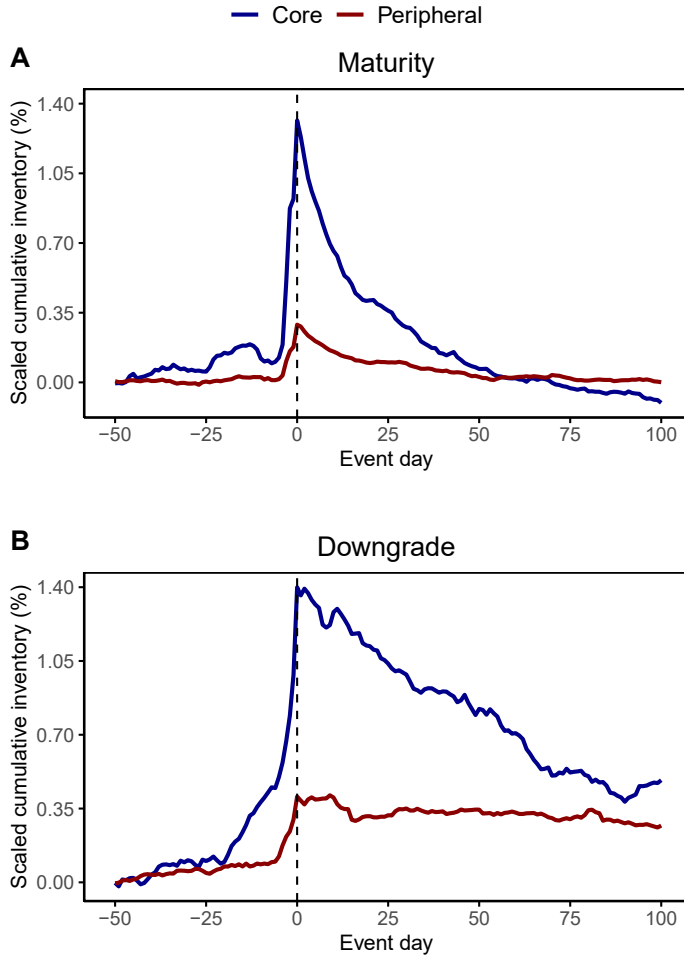 Core Peripheral
A
Maturity
Scaled cumulative inventory (%)
1.40
1.05
0.70
0.35
0.00
−50 −25 0 25 50 75 100
Event day
B
Downgrade
Scaled cumulative inventory (%)
1.40
1.05
0.70
0.35
0.00
−50 −25 0 25 50 75 100
Event day